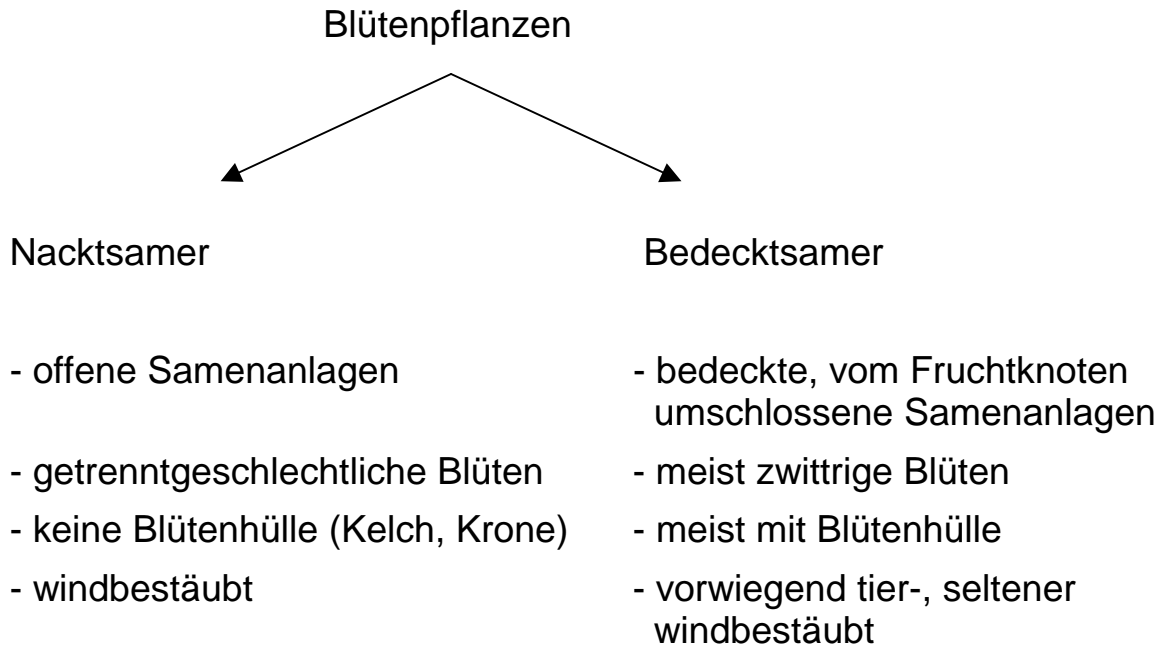 Blütenpflanzen
Nacktsamer
Bedecktsamer
- offene Samenanlagen
- bedeckte, vom Fruchtknoten
umschlossene Samenanlagen
- getrenntgeschlechtliche Blüten
- meist zwittrige Blüten
- keine Blütenhülle (Kelch, Krone)
- meist mit Blütenhülle
- windbestäubt
- vorwiegend tier-, seltener
windbestäubt